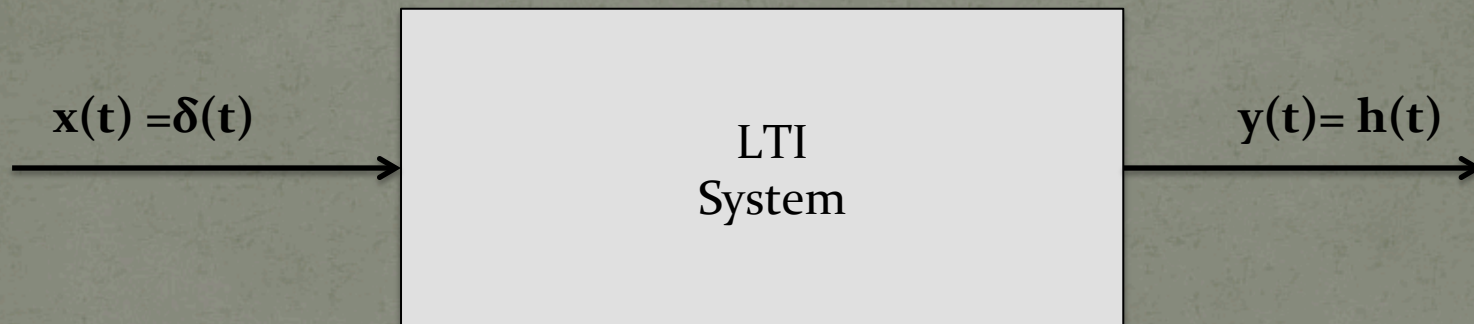 x(t) =δ(t)
y(t)= h(t)
LTI
System